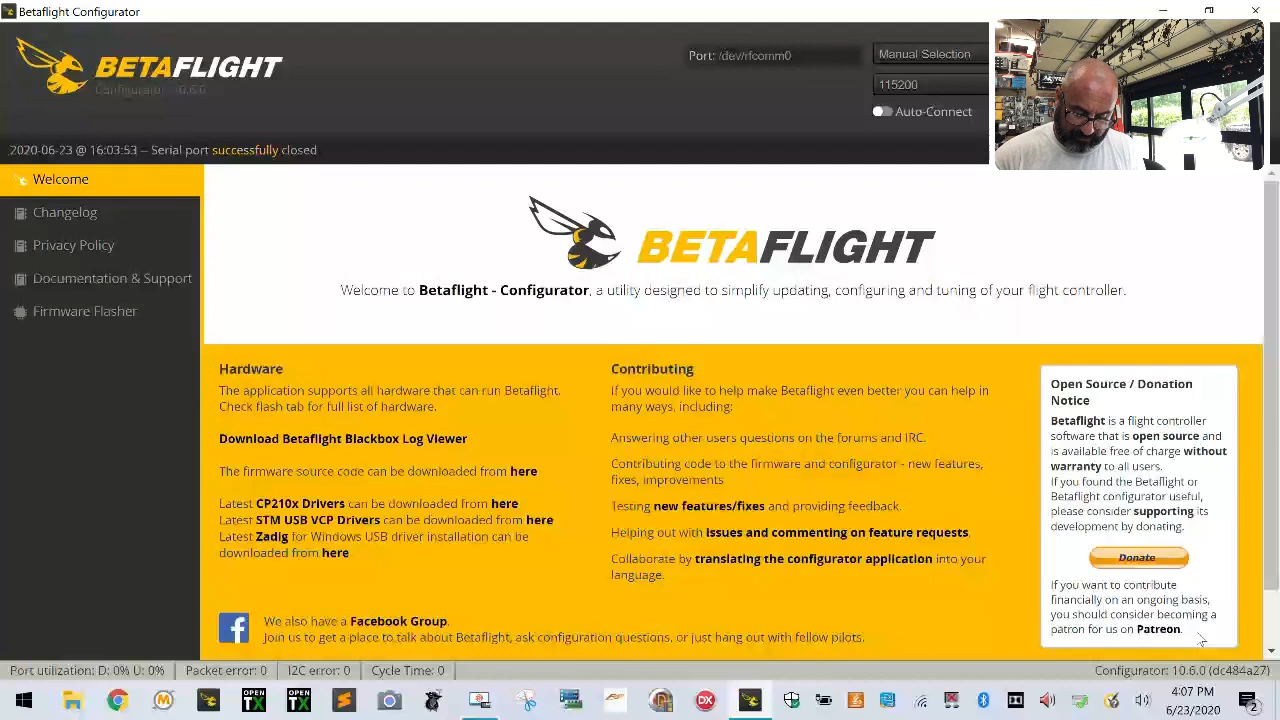 Betaflight Configurator
BETAFLIGHT
Configurator - 10.6.0
Port: /dev/rfcomm0
Manual Selection
115200
Auto-Connect
2020-06-23 @ 16:03:53 -- Serial port successfully closed
Welcome
Changelog
Privacy Policy
Documentation & Support
Firmware Flasher
BETAFLIGHT
Welcome to Betaflight - Configurator, a utility designed to simplify updating, configuring and tuning of your flight controller.
Hardware
The application supports all hardware that can run Betaflight.
Check flash tab for full list of hardware.
Download Betaflight Blackbox Log Viewer
The firmware source code can be downloaded from here
Latest CP210x Drivers can be downloaded from here
Latest STM USB VCP Drivers can be downloaded from here
Latest Zadig for Windows USB driver installation can be
downloaded from here
Contributing
If you would like to help make Betaflight even better you can help in
many ways, including:
Answering other users questions on the forums and IRC.
Contributing code to the firmware and configurator - new features,
fixes, improvements
Testing new features/fixes and providing feedback.
Helping out with issues and commenting on feature requests.
Collaborate by translating the configurator application into your
language.
We also have a Facebook Group.
Join us to get a place to talk about Betaflight, ask configuration questions, or just hang out with fellow pilots.
Open Source / Donation
Notice
Betaflight is a flight controller
software that is open source and
is available free of charge without
warranty to all users.
If you found the Betaflight or
Betaflight configurator useful,
please consider supporting its
development by donating.
Donate
If you want to contribute
financially on an ongoing basis,
you should consider becoming a
patron for us on Patreon.
Port utilization: D: 0% U: 0%
Packet error: 0
I2C error: 0
Cycle Time: 0
Configurator: 10.6.0 (dc484a27)
OPEN TX
OPEN TX
DX
4:07 PM
6/23/2020
2